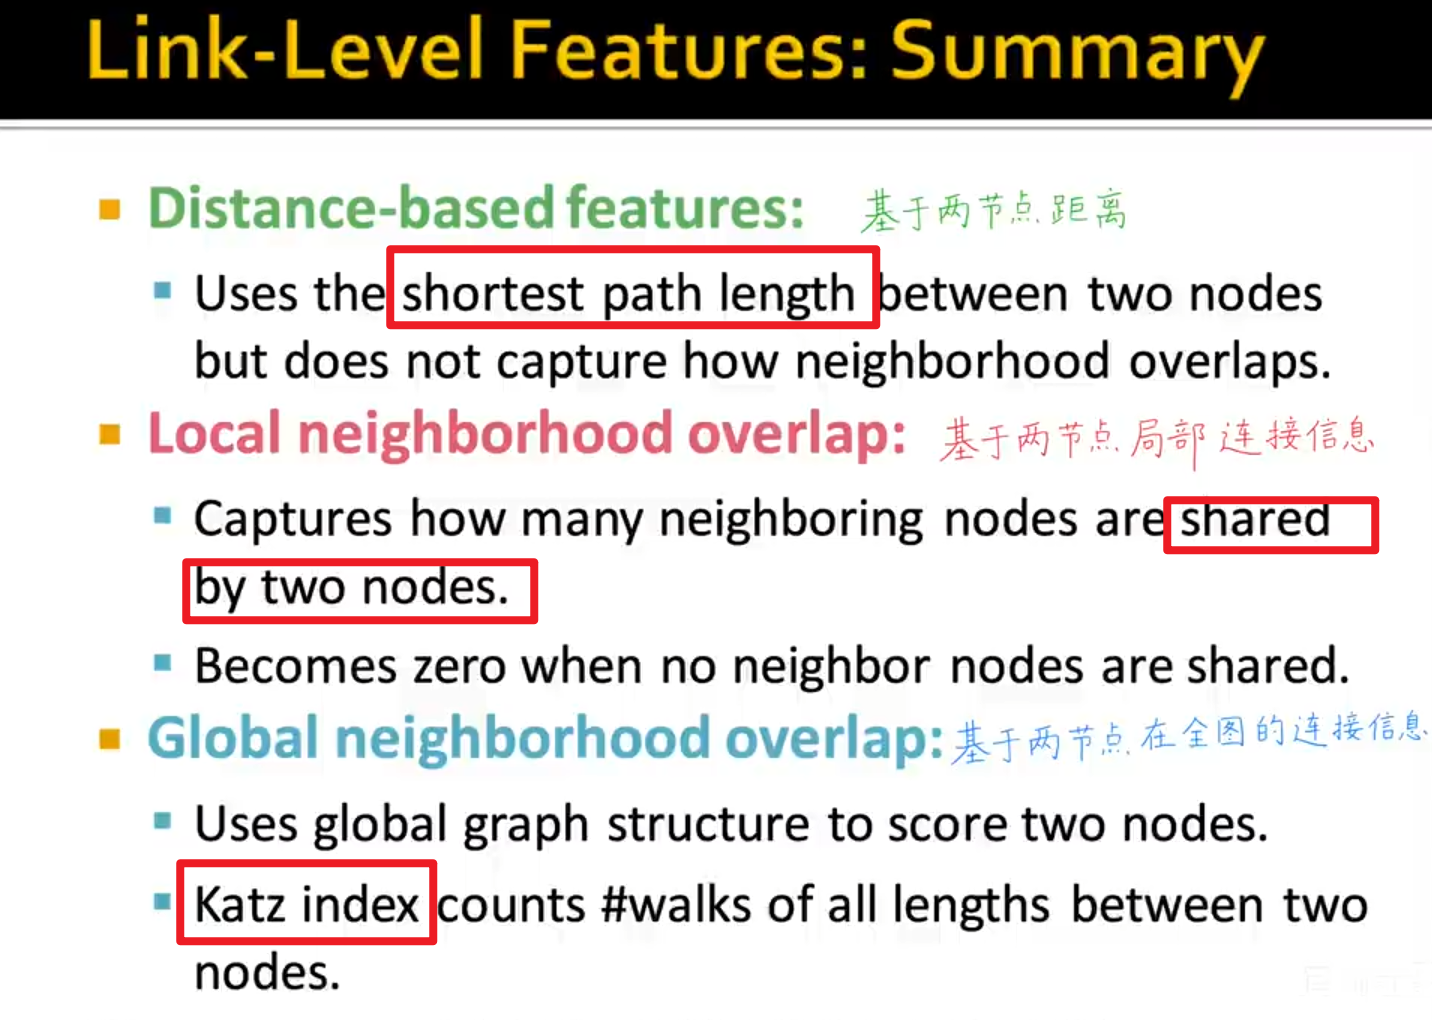 Link-Level Features: Summary
Distance-based features: 基于两节点距离
Uses the shortest path length between two nodes
but does not capture how neighborhood overlaps.
Local neighborhood overlap: 基于两节点局部连接信息
Captures how many neighboring nodes are shared
by two nodes.
Becomes zero when no neighbor nodes are shared.
Global neighborhood overlap: 基于两节点在全图的连接信息
Uses global graph structure to score two nodes.
Katz index counts #walks of all lengths between two
nodes.